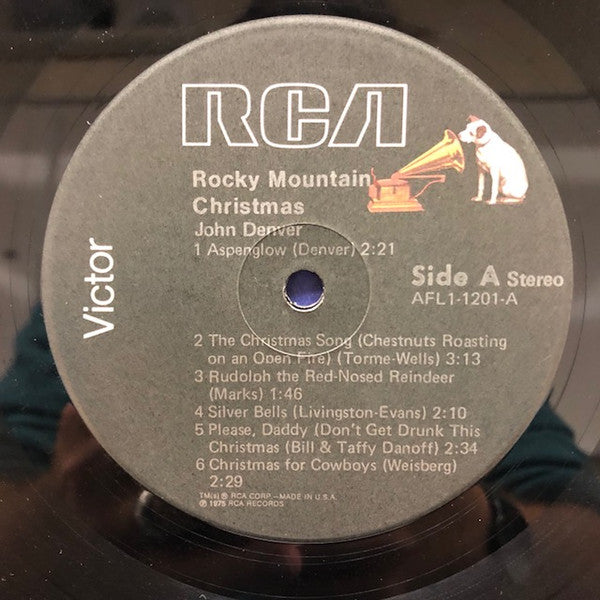 RCA
Victor
Rocky Mountain
Christmas
John Denver
1 Aspenglow (Denver) 2:21
Side A Stereo
AFL1-1201-A
2 The Christmas Song (Chestnuts Roasting
on an Open Fire) (Torme-Wells) 3:13
3 Rudolph the Red-Nosed Reindeer
(Marks) 1:46
4 Silver Bells (Livingston-Evans) 2:10
5 Please, Daddy (Don't Get Drunk This
Christmas (Bill & Taffy Danoff) 2:34
6 Christmas for Cowboys (Weisberg)
2:29
TM(s) ® RCA CORP.—MADE IN U.S.A.
℗ 1975 RCA RECORDS